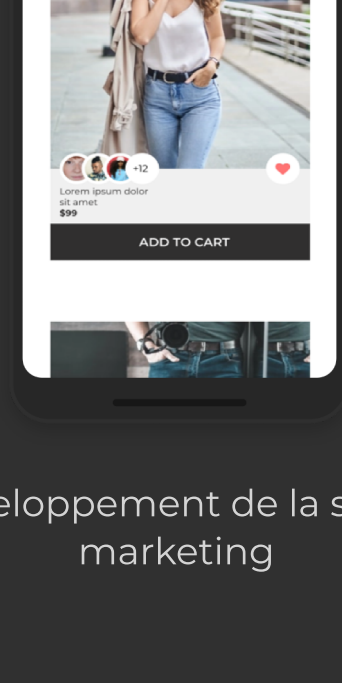 +12
Lorem ipsum dolor
sit amet
$99
ADD TO CART
eloppement de la s
marketing